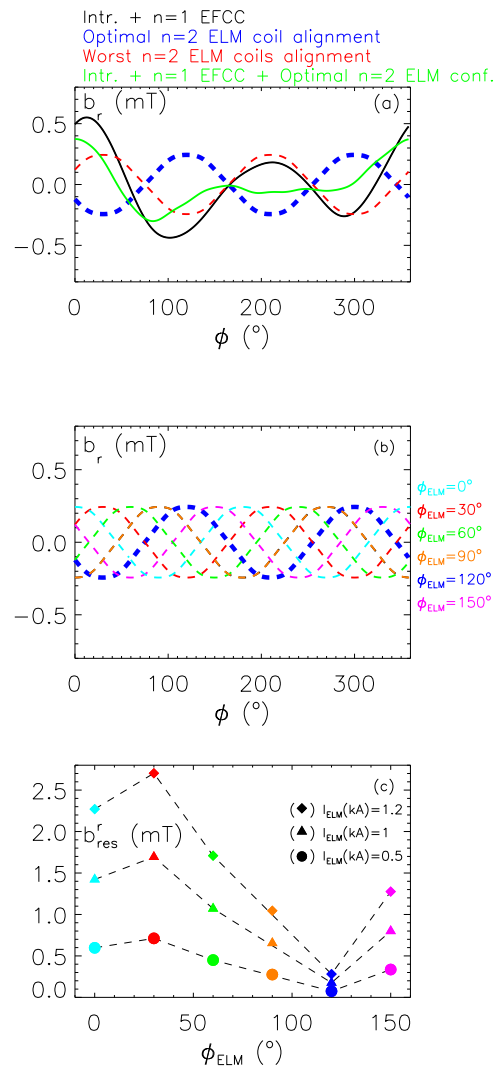 Intr. + n=1 EFCC
Optimal n=2 ELM coil alignment
Worst n=2 ELM coils alignment
Intr. + n=1 EFCC + Optimal n=2 ELM conf.
b_r (mT) (a)
0.5
0.0
−0.5
0 100 200 300
ϕ (°)
b_r (mT) (b)
0.5
0.0
−0.5
ϕ_ELM=0°
ϕ_ELM=30°
ϕ_ELM=60°
ϕ_ELM=90°
ϕ_ELM=120°
ϕ_ELM=150°
0 100 200 300
ϕ (°)
(c)
2.5
2.0
1.5
1.0
0.5
0.0
b^r_res (mT)
(◆) I_ELM(kA)=1.2
(▲) I_ELM(kA)=1
(●) I_ELM(kA)=0.5
0 50 100 150
ϕ_ELM (°)